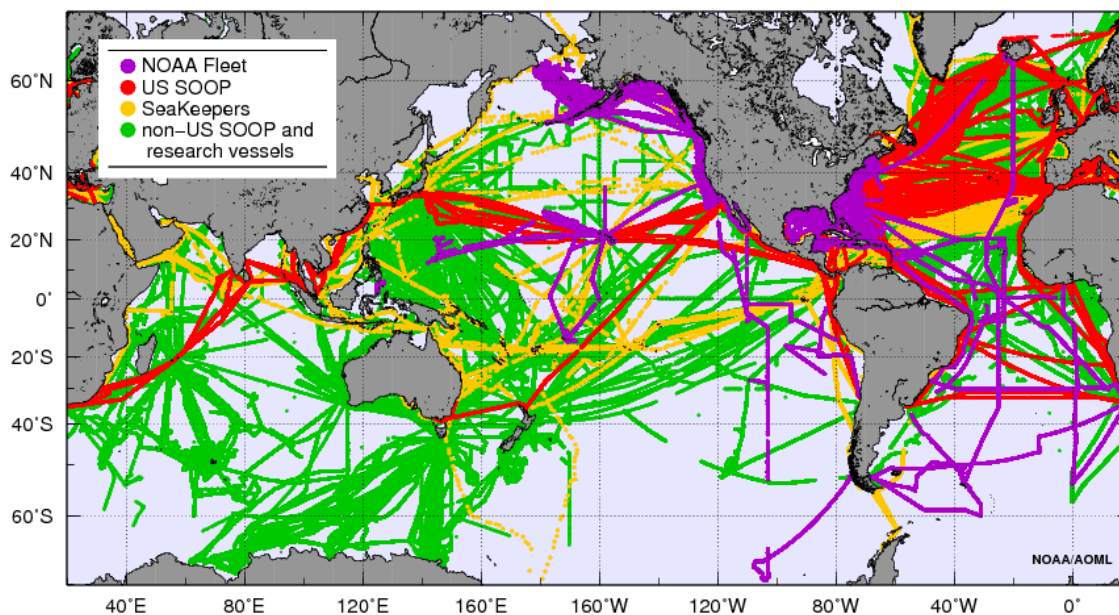 NOAA Fleet
US SOOP
SeaKeepers
non-US SOOP and
research vessels
60°N
40°N
20°N
0°
20°S
40°S
60°S
NOAA/AOML
40°E 80°E 120°E 160°E 160°W 120°W 80°W 40°W 0°